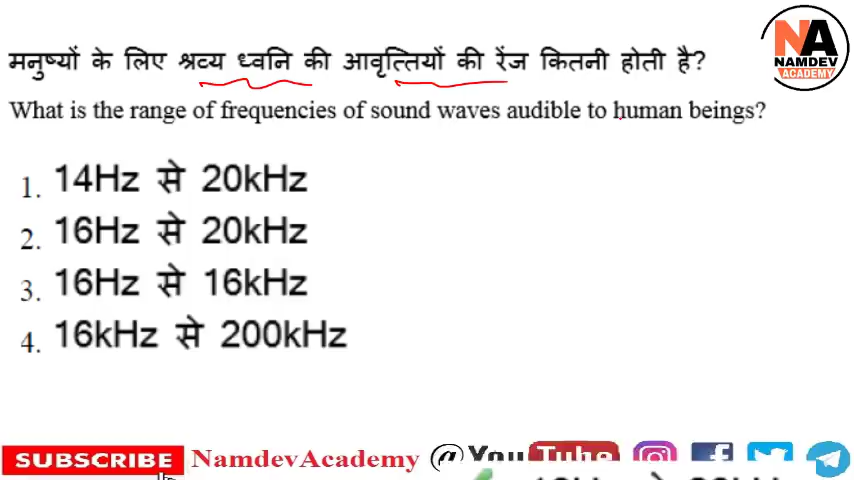 NA
NAMDEV
ACADEMY
मनुष्यों के लिए श्रव्य ध्वनि की आवृत्तियों की रेंज कितनी होती है?
What is the range of frequencies of sound waves audible to human beings?
1. 14Hz से 20kHz
2. 16Hz से 20kHz
3. 16Hz से 16kHz
4. 16kHz से 200kHz
SUBSCRIBE NamdevAcademy @YouTube